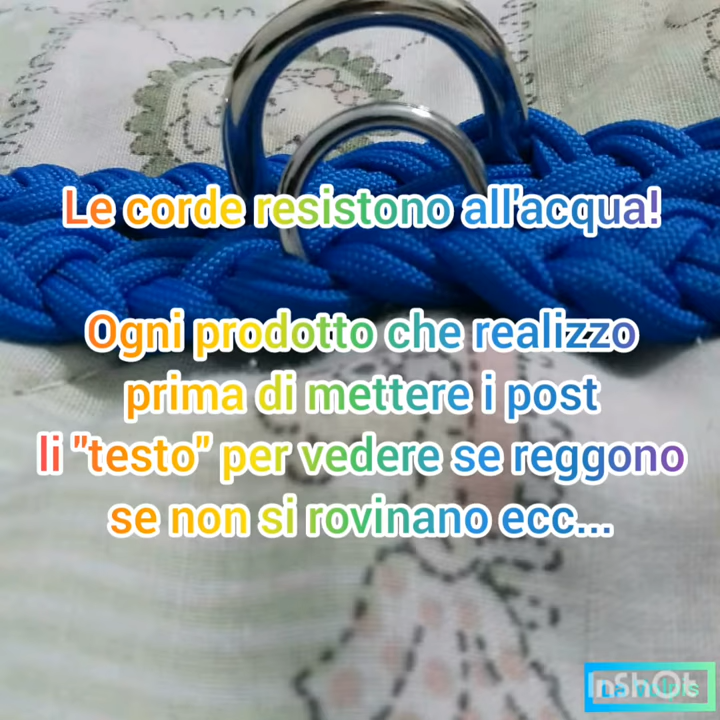 Le corde resistono all'acqua!
Ogni prodotto che realizzo
prima di mettere i post
li "testo" per vedere se reggono
se non si rovinano ecc...
InShOt